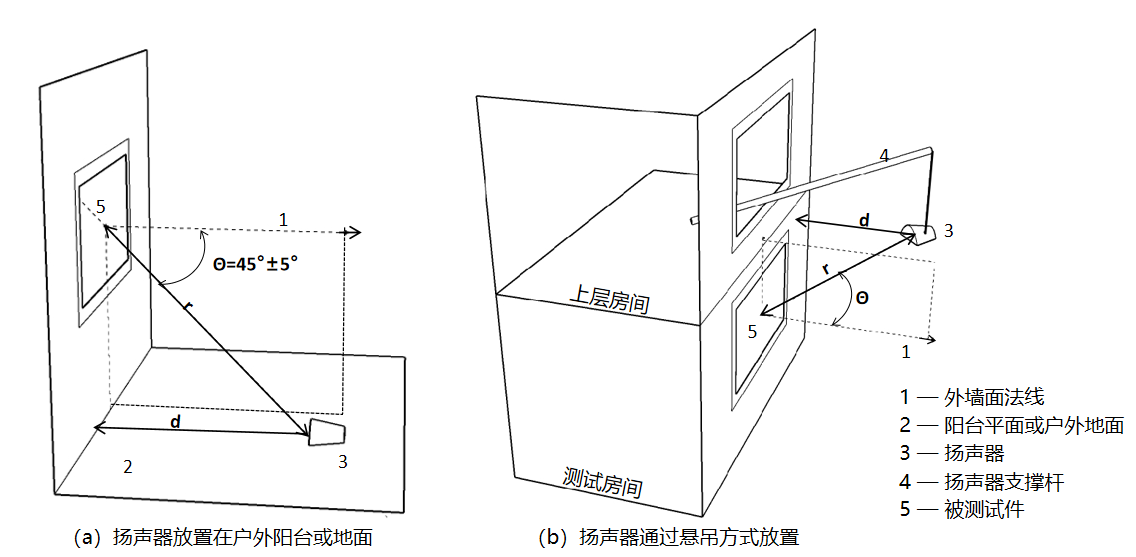 5
1
Θ=45°±5°
r
d
2
3
(a) 扬声器放置在户外阳台或地面
4
d
3
r
Θ
上层房间
5
1
测试房间
(b) 扬声器通过悬吊方式放置
1 — 外墙面法线
2 — 阳台平面或户外地面
3 — 扬声器
4 — 扬声器支撑杆
5 — 被测试件